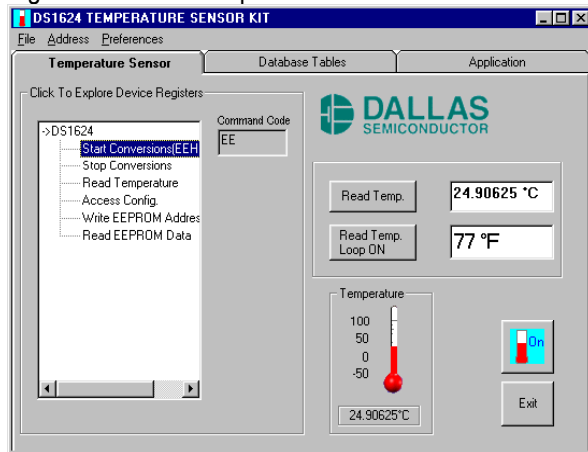 DS1624 TEMPERATURE SENSOR KIT
File Address Preferences
Temperature Sensor Database Tables Application
Click To Explore Device Registers
->DS1624
Start Conversions(EEH
Stop Conversions
Read Temperature
Access Config.
Write EEPROM Addres
Read EEPROM Data
Command Code
EE
DALLAS
SEMICONDUCTOR
Read Temp.
24.90625 °C
Read Temp.
Loop ON
77 °F
Temperature
100
50
0
-50
24.90625°C
On
Exit